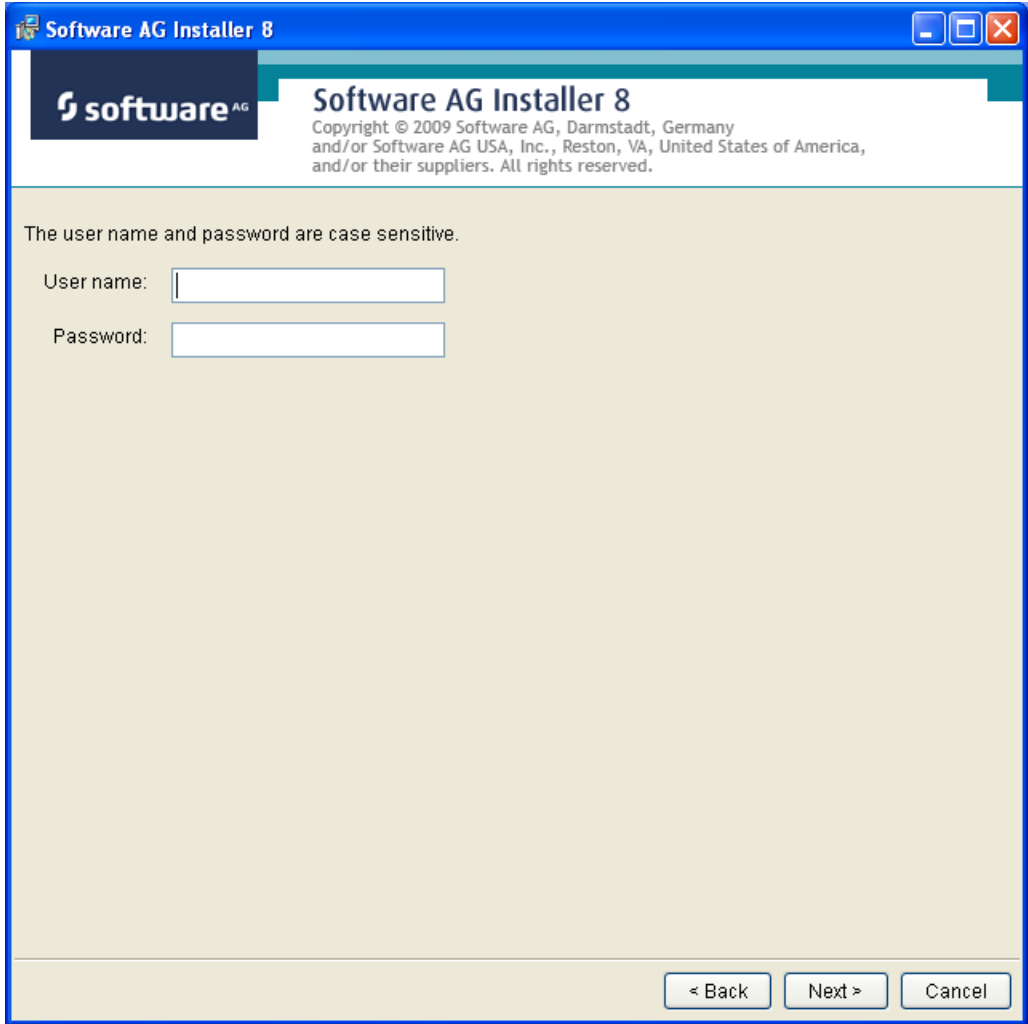 Software AG Installer 8
software AG
Software AG Installer 8
Copyright © 2009 Software AG, Darmstadt, Germany
and/or Software AG USA, Inc., Reston, VA, United States of America,
and/or their suppliers. All rights reserved.
The user name and password are case sensitive.
User name:
Password:
< Back Next > Cancel